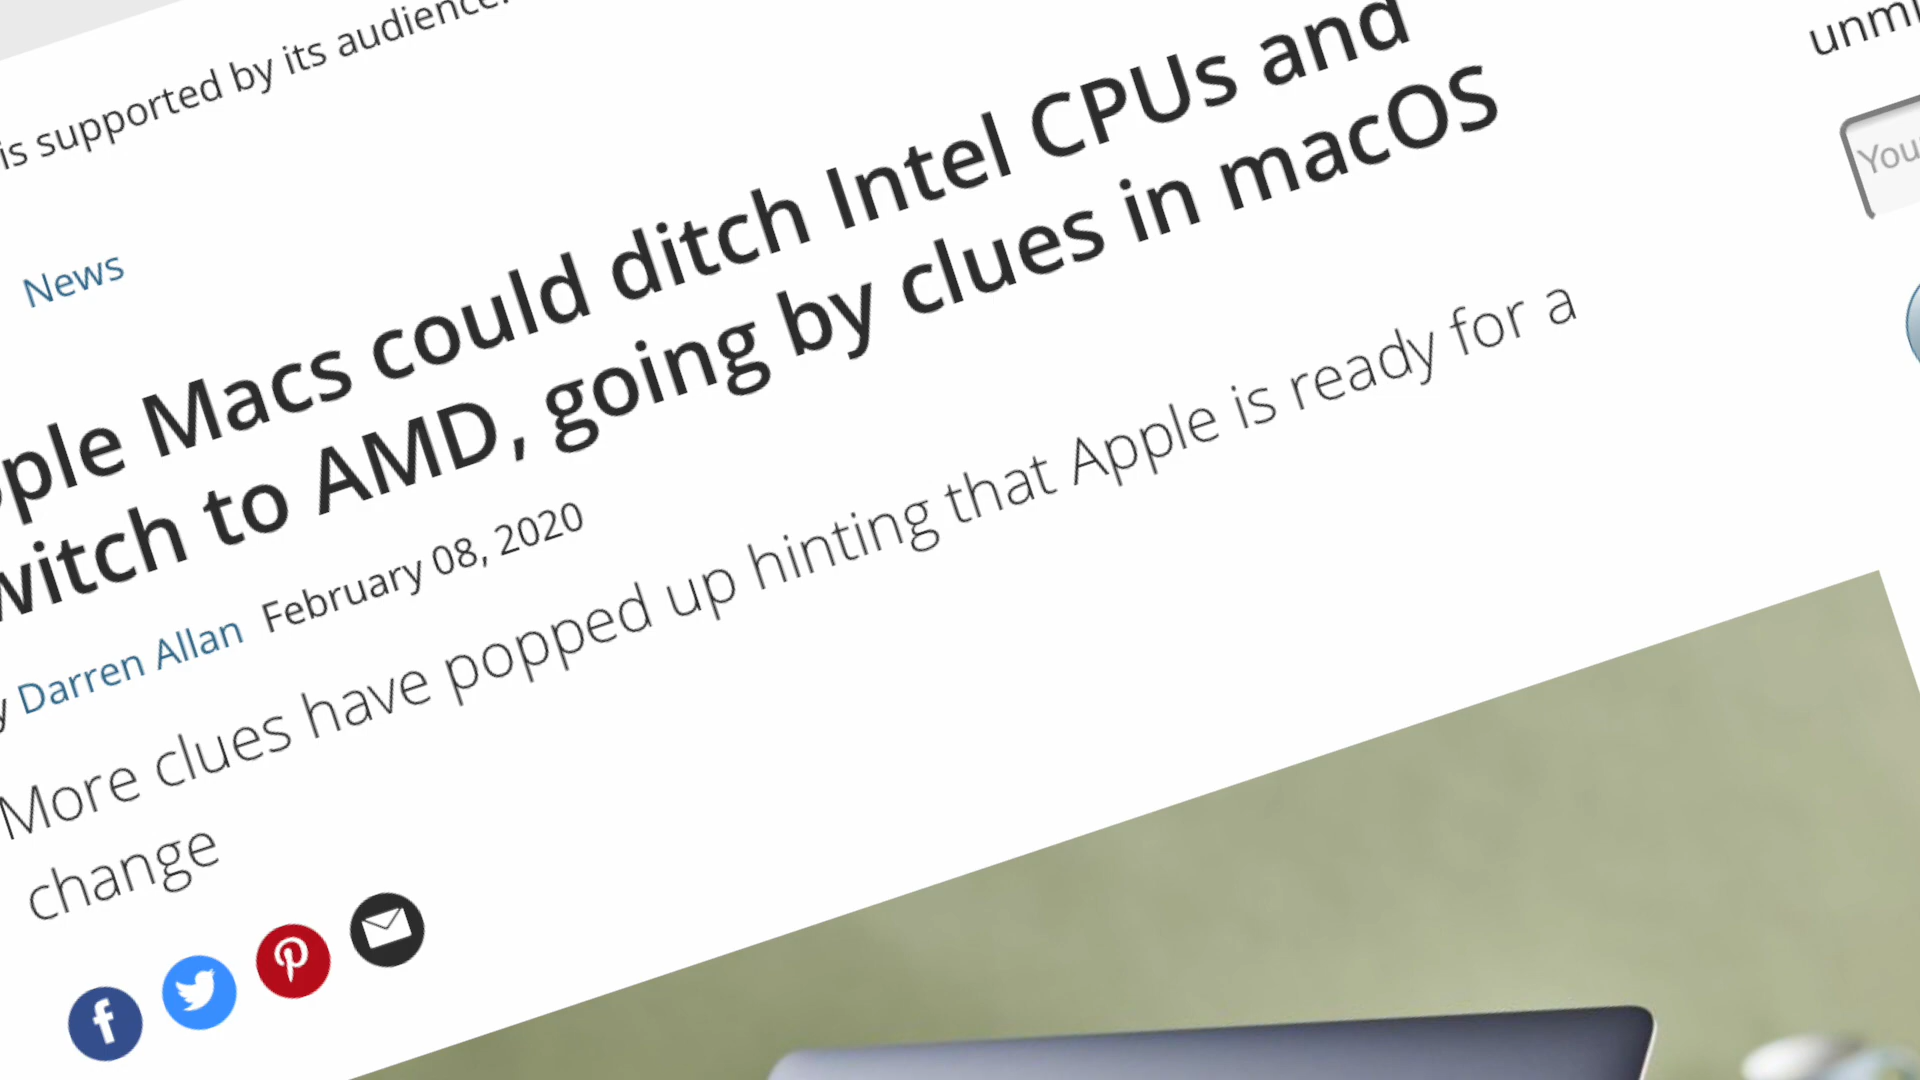 is supported by its audience.
News
ple Macs could ditch Intel CPUs and
witch to AMD, going by clues in macOS
y Darren Allan February 08, 2020
More clues have popped up hinting that Apple is ready for a
change
unmi
You